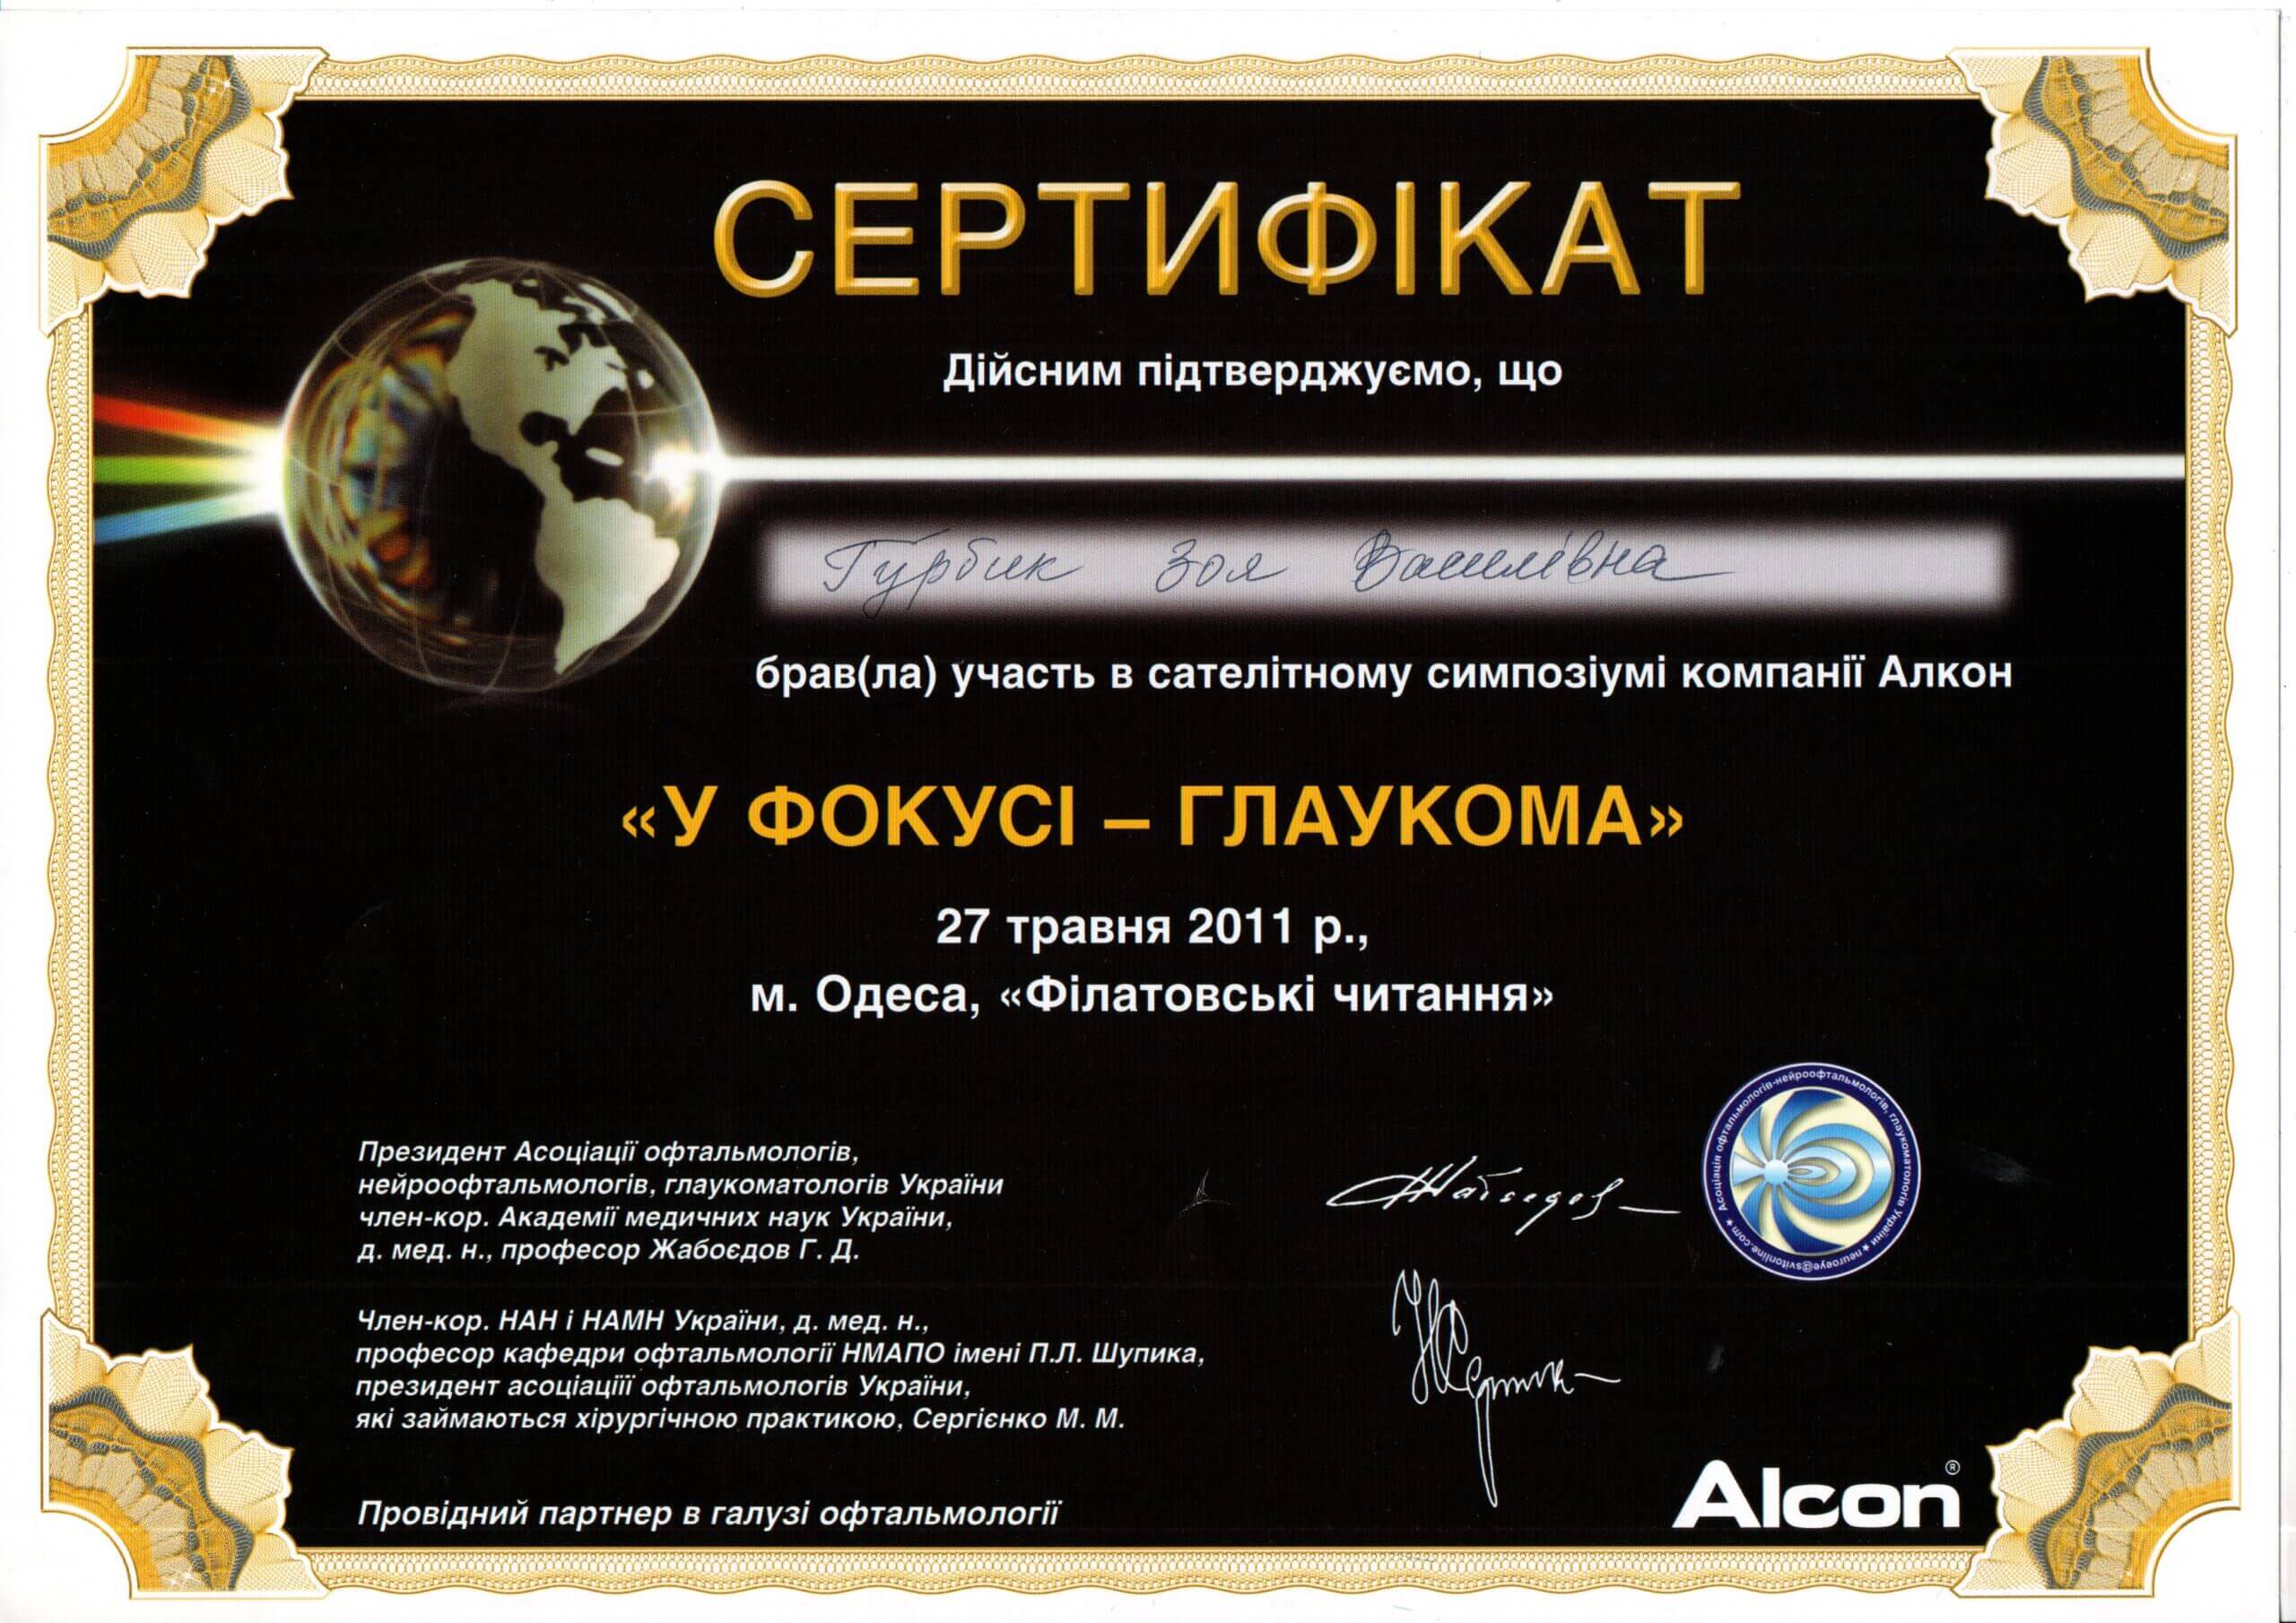 СЕРТИФІКАТ
Дійсним підтверджуємо, що
Гурбик Зоя Василівна
брав(ла) участь в сателітному симпозіумі компанії Алкон
«У ФОКУСІ – ГЛАУКОМА»
27 травня 2011 р.,
м. Одеса, «Філатовські читання»
Президент Асоціації офтальмологів,
нейроофтальмологів, глаукоматологів України
член-кор. Академії медичних наук України,
д. мед. н., професор Жабоєдов Г. Д.
Асоціація офтальмологів-нейроофтальмологів, глаукоматологів України ★ neuroeye@svitonline.com ★
Член-кор. НАН і НАМН України, д. мед. н.,
професор кафедри офтальмології НМАПО імені П.Л. Шупика,
президент асоціаціїі офтальмологів України,
які займаються хірургічною практикою, Сергієнко М. М.
Провідний партнер в галузі офтальмології
Alcon®